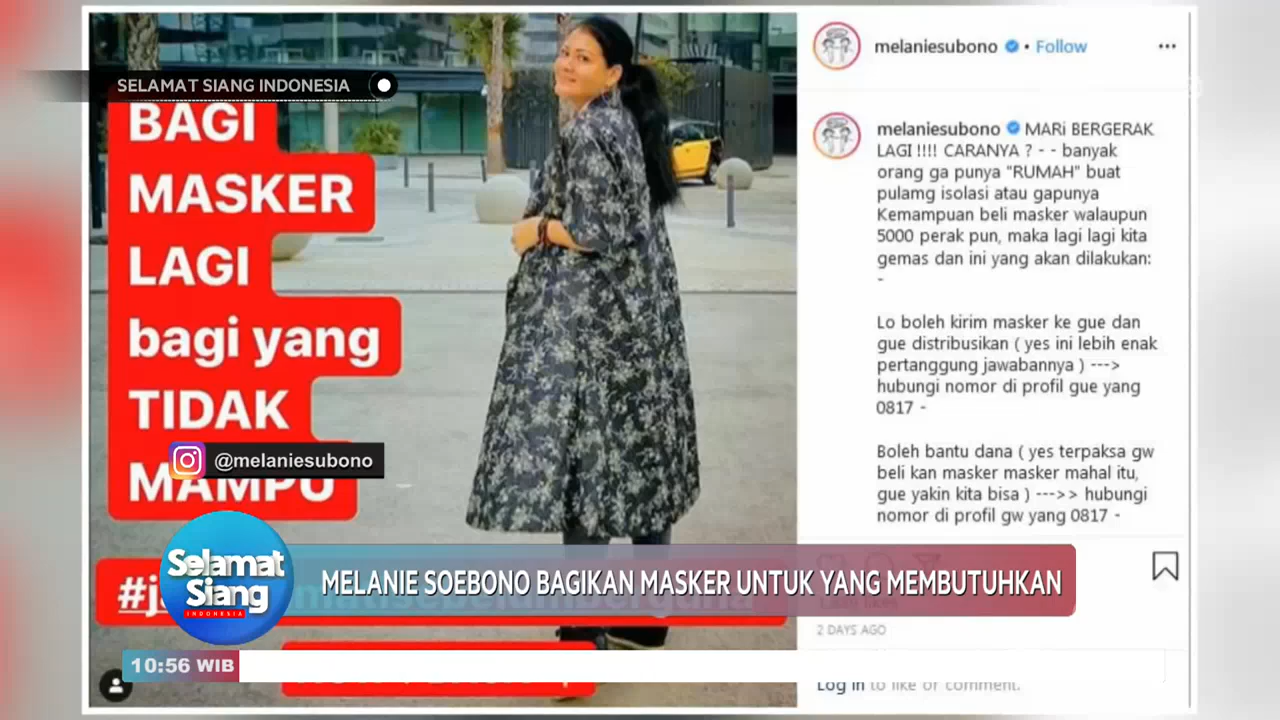 SELAMAT SIANG INDONESIA
BAGI
MASKER
LAGI
bagi yang
TIDAK
MAMPU
@melaniesubono
melaniesubono • Follow
melaniesubono MARi BERGERAK
LAGI !!!! CARANYA ? - - banyak
orang ga punya "RUMAH" buat
pulamg isolasi atau gapunya
Kemampuan beli masker walaupun
5000 perak pun, maka lagi lagi kita
gemas dan ini yang akan dilakukan:
-
Lo boleh kirim masker ke gue dan
gue distribusikan ( yes ini lebih enak
pertanggung jawabannya ) --->
hubungi nomor di profil gue yang
0817 -
Boleh bantu dana ( yes terpaksa gw
beli kan masker masker mahal itu,
gue yakin kita bisa ) --->> hubungi
nomor di profil gw yang 0817 -
Selamat
Siang
INDONESIA
MELANIE SOEBONO BAGIKAN MASKER UNTUK YANG MEMBUTUHKAN
2 DAYS AGO
10:56 WIB
Log in to like or comment.